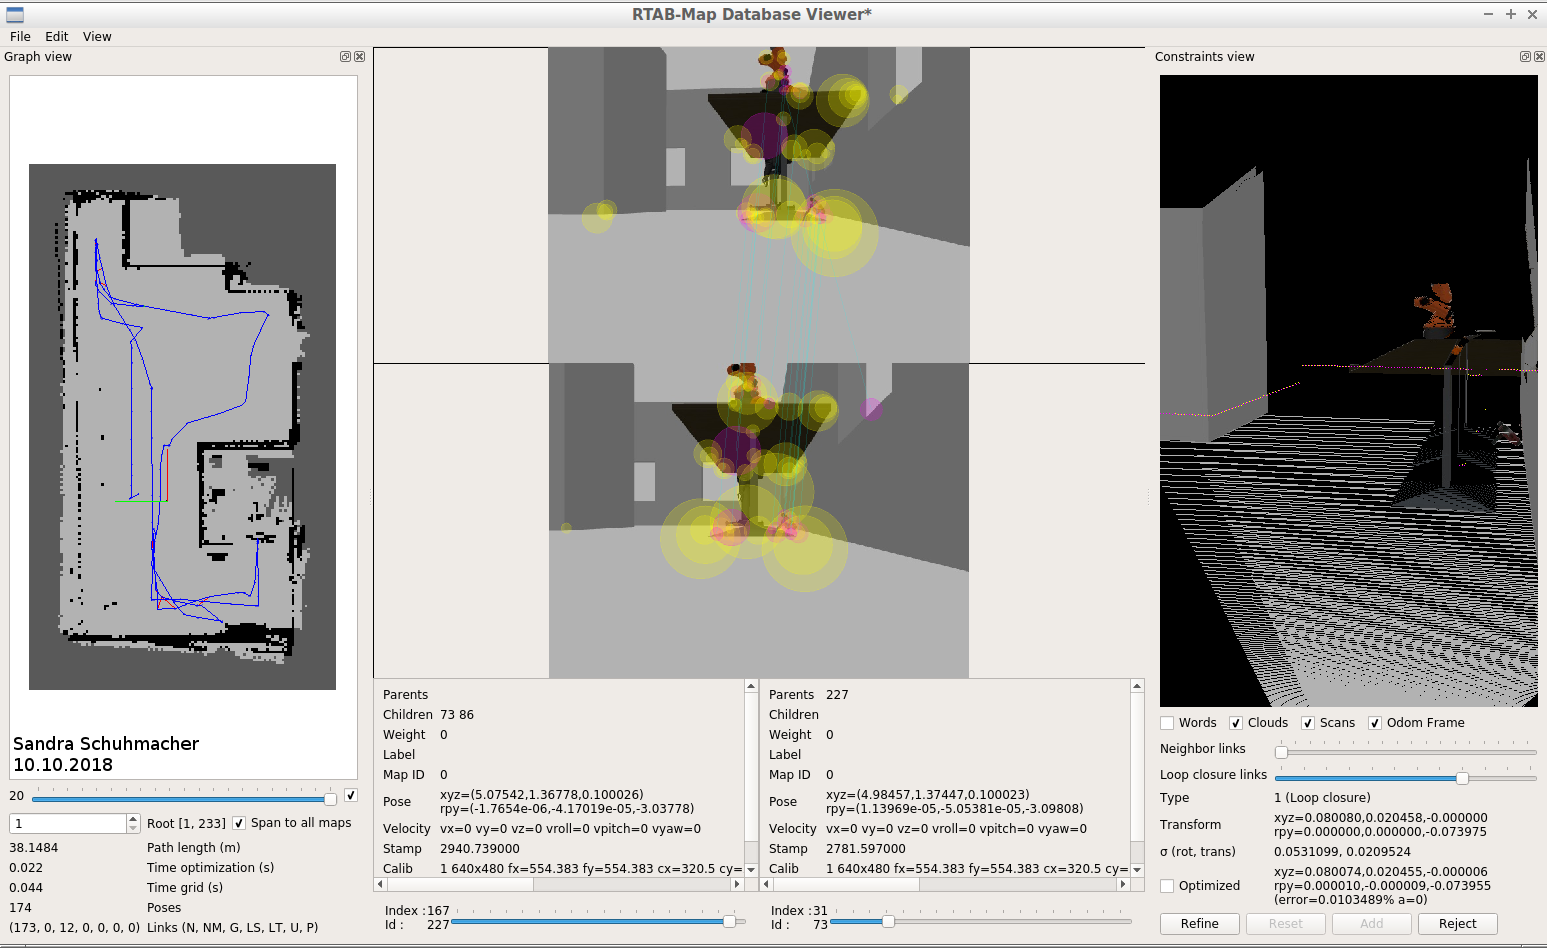 RTAB-Map Database Viewer*
File Edit View
Graph view
Sandra Schuhmacher
10.10.2018
20
1 Root [1, 233] Span to all maps
38.1484 Path length (m)
0.022 Time optimization (s)
0.044 Time grid (s)
174 Poses
(173, 0, 12, 0, 0, 0, 0) Links (N, NM, G, LS, LT, U, P)
Parents
Children 73 86
Weight 0
Label
Map ID 0
Pose xyz=(5.07542,1.36778,0.100026)
rpy=(-1.7654e-06,-4.17019e-05,-3.03778)
Velocity vx=0 vy=0 vz=0 vroll=0 vpitch=0 vyaw=0
Stamp 2940.739000
Calib 1 640x480 fx=554.383 fy=554.383 cx=320.5 cy=
Index : 167
Id : 227
Parents 227
Children
Weight 0
Label
Map ID 0
Pose xyz=(4.98457,1.37447,0.100023)
rpy=(1.13969e-05,-5.05381e-05,-3.09808)
Velocity vx=0 vy=0 vz=0 vroll=0 vpitch=0 vyaw=0
Stamp 2781.597000
Calib 1 640x480 fx=554.383 fy=554.383 cx=320.5 cy=
Index : 31
Id : 73
Constraints view
Words Clouds Scans Odom Frame
Neighbor links
Loop closure links
Type 1 (Loop closure)
Transform xyz=0.080080,0.020458,-0.000000
rpy=0.000000,0.000000,-0.073975
σ (rot, trans) 0.0531099, 0.0209524
Optimized xyz=0.080074,0.020455,-0.000006
rpy=0.000010,-0.000009,-0.073955
(error=0.0103489% a=0)
Refine Reset Add Reject